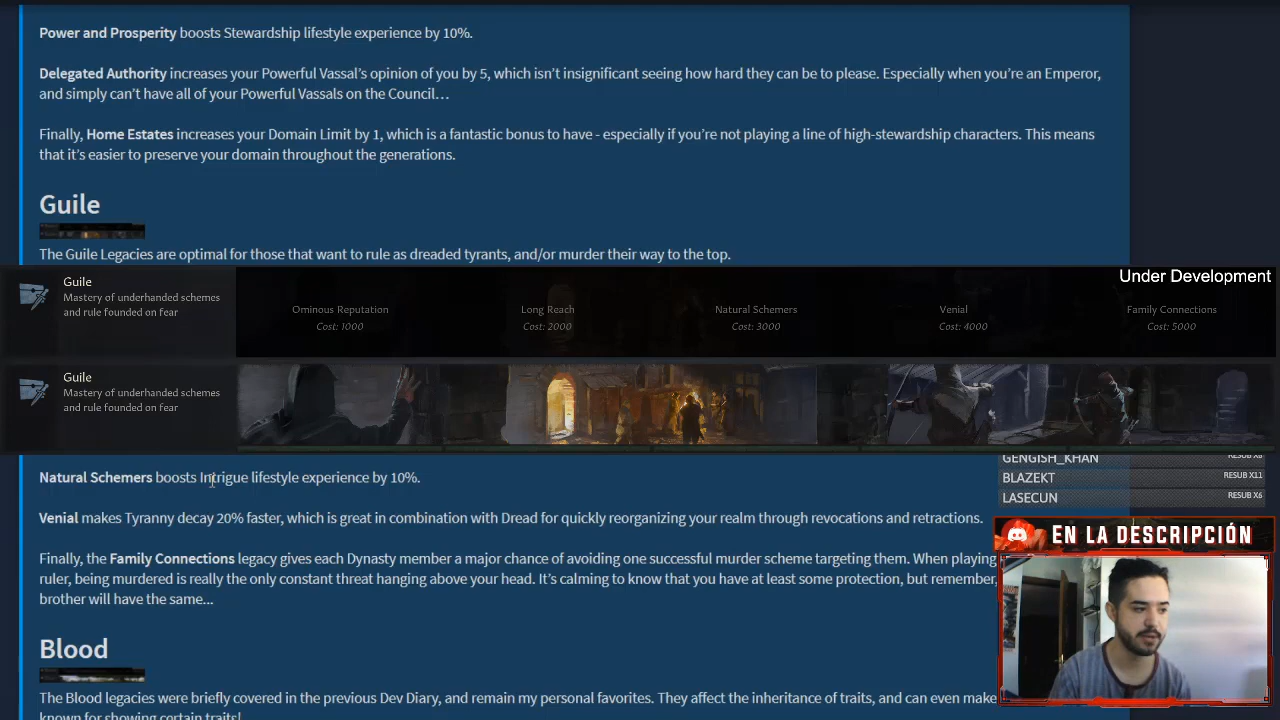 Power and Prosperity boosts Stewardship lifestyle experience by 10%.
Delegated Authority increases your Powerful Vassal's opinion of you by 5, which isn't insignificant seeing how hard they can be to please. Especially when you're an Emperor,
and simply can't have all of your Powerful Vassals on the Council…
Finally, Home Estates increases your Domain Limit by 1, which is a fantastic bonus to have - especially if you're not playing a line of high-stewardship characters. This means
that it's easier to preserve your domain throughout the generations.
Guile
The Guile Legacies are optimal for those that want to rule as dreaded tyrants, and/or murder their way to the top.
Under Development
Guile
Mastery of underhanded schemes
and rule founded on fear
Ominous Reputation
Cost: 1000
Long Reach
Cost: 2000
Natural Schemers
Cost: 3000
Venial
Cost: 4000
Family Connections
Cost: 5000
Guile
Mastery of underhanded schemes
and rule founded on fear
Natural Schemers boosts Intrigue lifestyle experience by 10%.
Venial makes Tyranny decay 20% faster, which is great in combination with Dread for quickly reorganizing your realm through revocations and retractions.
Finally, the Family Connections legacy gives each Dynasty member a major chance of avoiding one successful murder scheme targeting them. When playing
ruler, being murdered is really the only constant threat hanging above your head. It's calming to know that you have at least some protection, but remember,
brother will have the same...
Blood
The Blood legacies were briefly covered in the previous Dev Diary, and remain my personal favorites. They affect the inheritance of traits, and can even make
known for showing certain traits!
GENGISH_KHAN
BLAZEKT RESUB X11
LASECUN RESUB X6
EN LA DESCRIPCIÓN